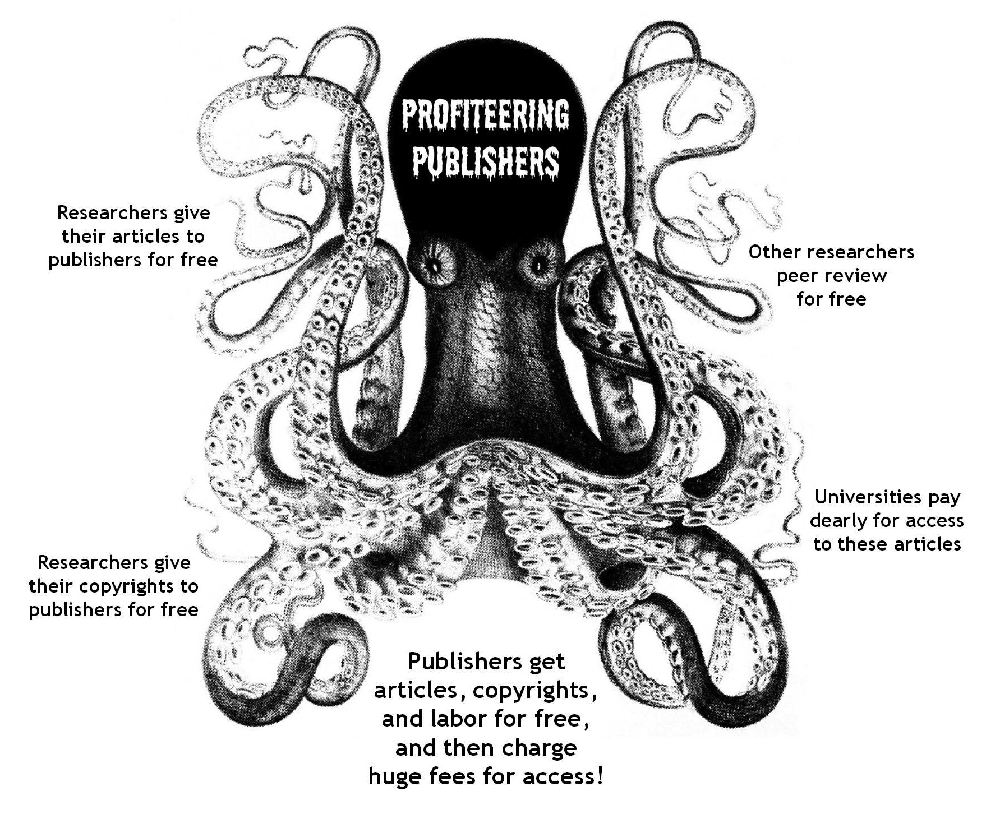 PROFITEERING
PUBLISHERS
Researchers give
their articles to
publishers for free
Other researchers
peer review
for free
Universities pay
dearly for access
to these articles
Researchers give
their copyrights to
publishers for free
Publishers get
articles, copyrights,
and labor for free,
and then charge
huge fees for access!